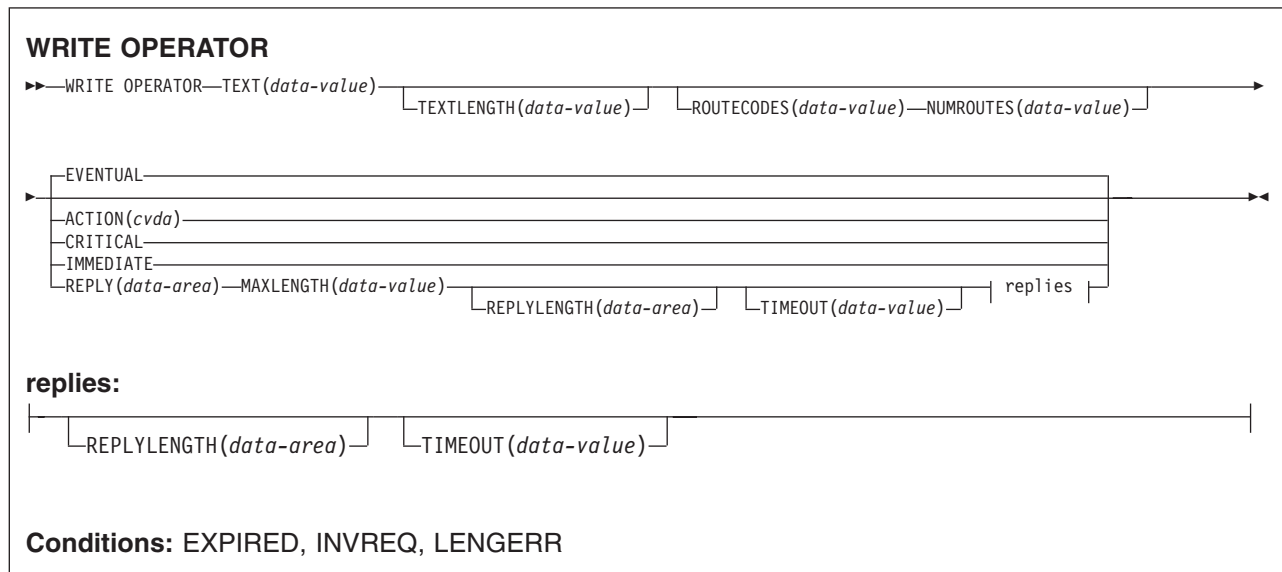 WRITE OPERATOR
WRITE OPERATOR TEXT(data-value)
TEXTLENGTH(data-value) ROUTECODES(data-value) NUMROUTES(data-value)
EVENTUAL
ACTION(cvda)
CRITICAL
IMMEDIATE
REPLY(data-area) MAXLENGTH(data-value) replies
REPLYLENGTH(data-area) TIMEOUT(data-value)
replies:
REPLYLENGTH(data-area) TIMEOUT(data-value)
Conditions: EXPIRED, INVREQ, LENGERR